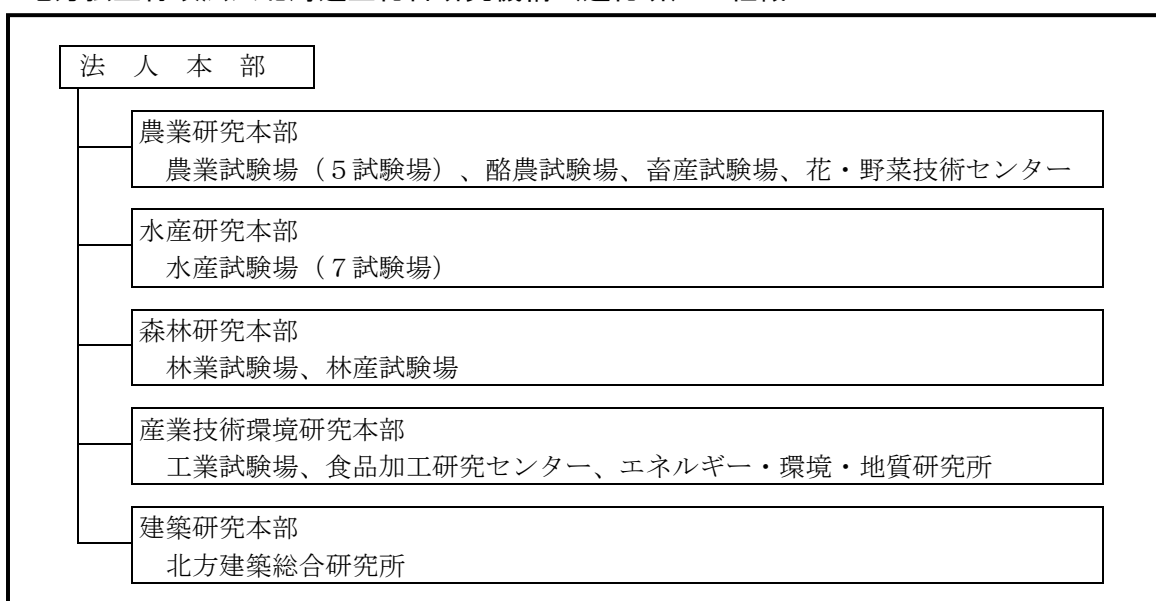 法 人 本 部
農業研究本部
農業試験場（５試験場）、酪農試験場、畜産試験場、花・野菜技術センター
水産研究本部
水産試験場（７試験場）
森林研究本部
林業試験場、林産試験場
産業技術環境研究本部
工業試験場、食品加工研究センター、エネルギー・環境・地質研究所
建築研究本部
北方建築総合研究所